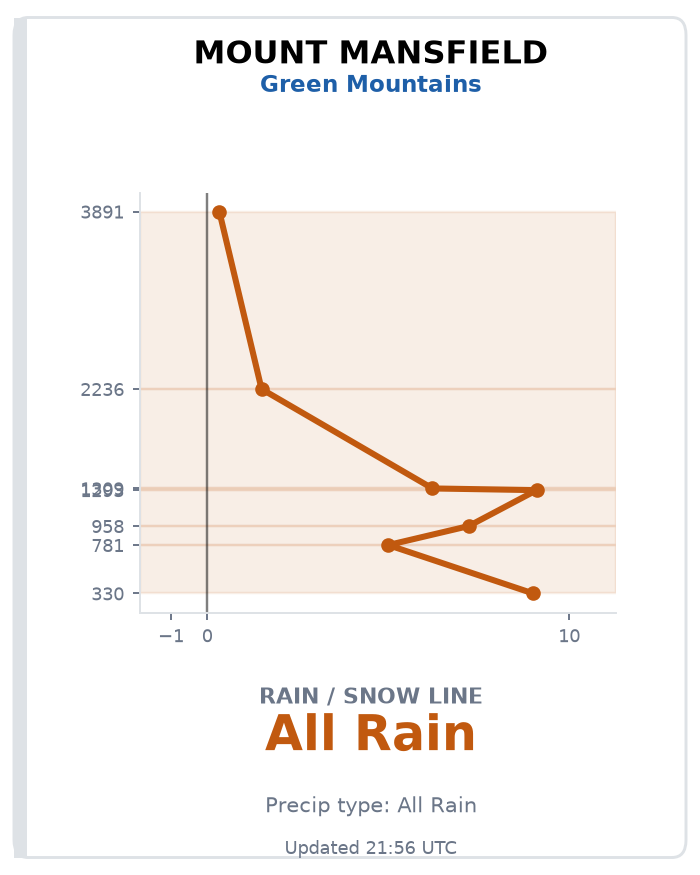 MOUNT MANSFIELD
Green Mountains
3891
2236
958
781
330
−1 0 10
RAIN / SNOW LINE
All Rain
Precip type: All Rain
Updated 21:56 UTC